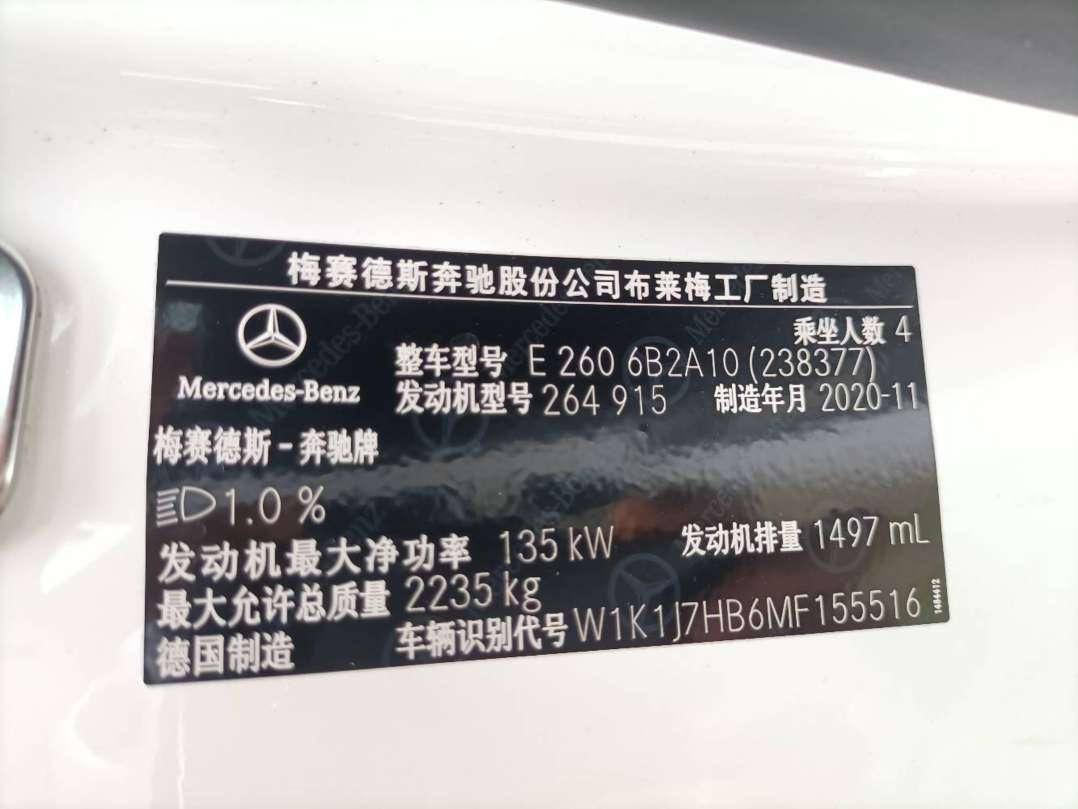 梅赛德斯奔驰股份公司布莱梅工厂制造
乘坐人数 4
Mercedes-Benz
整车型号 E 260 6B2A10 (238377)
发动机型号 264 915 制造年月 2020-11
梅赛德斯-奔驰牌
1.0 %
发动机最大净功率 135 kW 发动机排量 1497 mL
最大允许总质量 2235 kg
德国制造 车辆识别代号 W1K1J7HB6MF155516
1484412